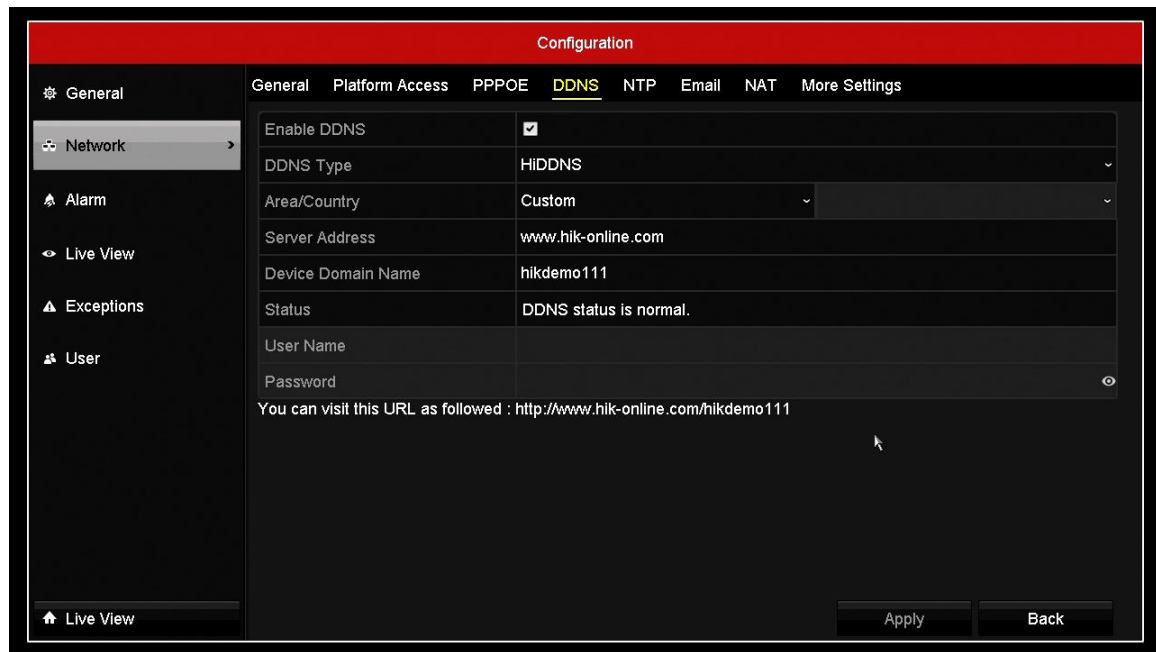 Configuration
General
Network
Alarm
Live View
Exceptions
User
Live View
General Platform Access PPPOE DDNS NTP Email NAT More Settings
Enable DDNS
DDNS Type HiDDNS
Area/Country Custom
Server Address www.hik-online.com
Device Domain Name hikdemo111
Status DDNS status is normal.
User Name
Password
You can visit this URL as followed : http://www.hik-online.com/hikdemo111
Apply Back